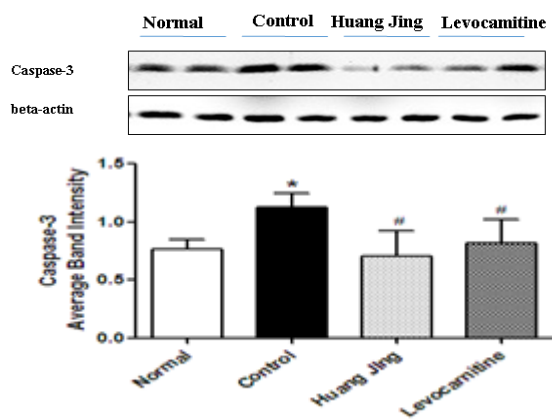 Normal Control Huang Jing Levocamitine
Caspase-3
beta-actin
Caspase-3
Average Band Intensity
1.5
1.0
0.5
0.0
*
#
#
Normal
Control
Huang Jing
Levocarnitine